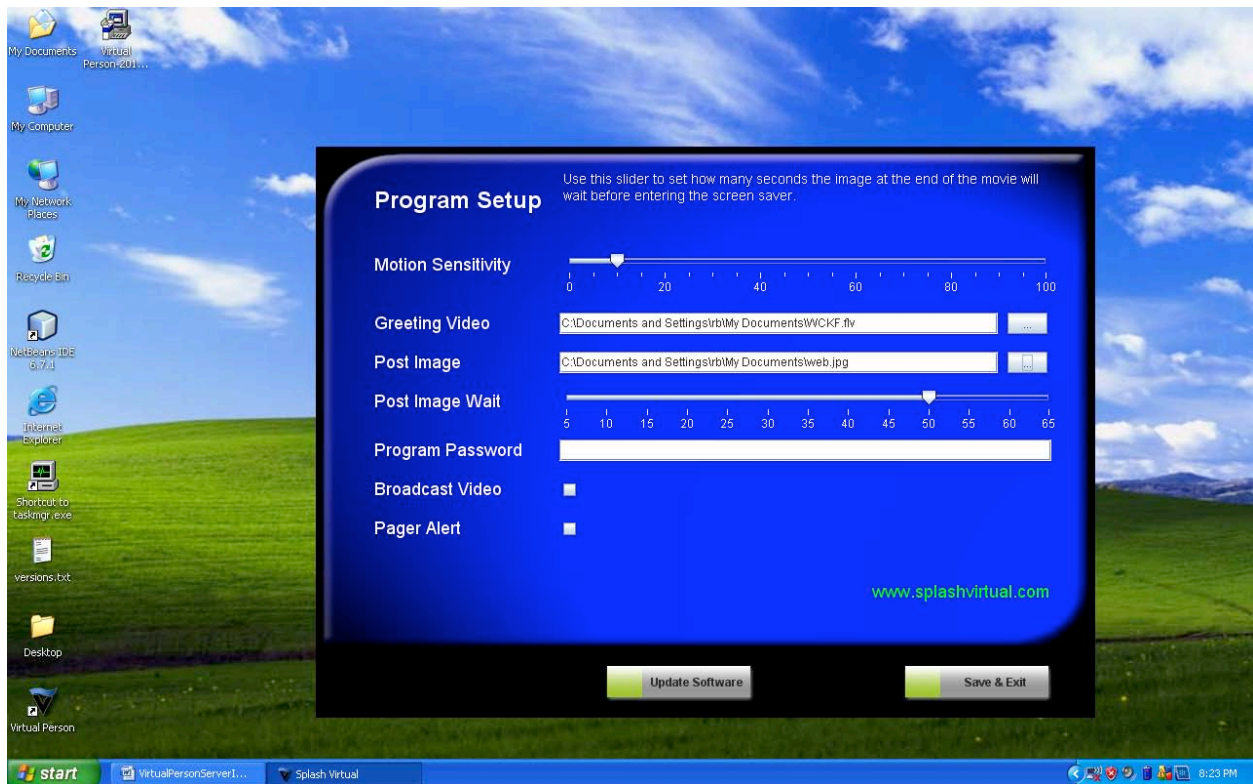 My Documents
Virtual
Person-201...
My Computer
My Network
Places
Recycle Bin
NetBeans IDE
6.7.1
Internet
Explorer
Shortcut to
taskmgr.exe
versions.txt
Desktop
Virtual Person
Program Setup
Use this slider to set how many seconds the image at the end of the movie will
wait before entering the screen saver.
Motion Sensitivity
0 20 40 60 80 100
Greeting Video
C:\Documents and Settings\rb\My Documents\WCKF.flv
...
Post Image
C:\Documents and Settings\rb\My Documents\web.jpg
...
Post Image Wait
5 10 15 20 25 30 35 40 45 50 55 60 65
Program Password
Broadcast Video
Pager Alert
www.splashvirtual.com
Update Software
Save & Exit
start
VirtualPersonServerI...
Splash Virtual
8:23 PM